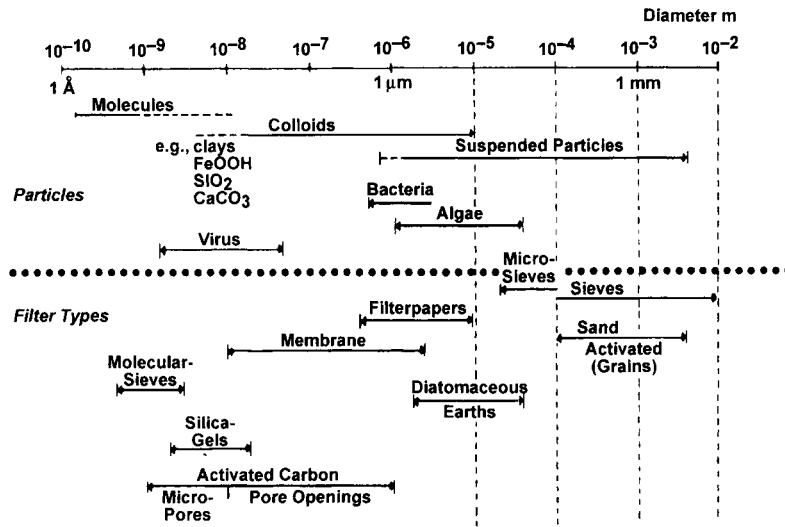 Diameter m
10⁻¹⁰ 10⁻⁹ 10⁻⁸ 10⁻⁷ 10⁻⁶ 10⁻⁵ 10⁻⁴ 10⁻³ 10⁻²
1 Å 1 μm 1 mm
Molecules
Colloids
e.g., clays
FeOOH
SIO₂
CaCO₃
Suspended Particles
Particles
Bacteria
Algae
Virus
Micro-
Sieves
Sieves
Filter Types
Filterpapers
Membrane
Sand
Activated
(Grains)
Molecular-
Sieves
Diatomaceous
Earths
Silica-
Gels
Activated Carbon
Micro-
Pores
Pore Openings